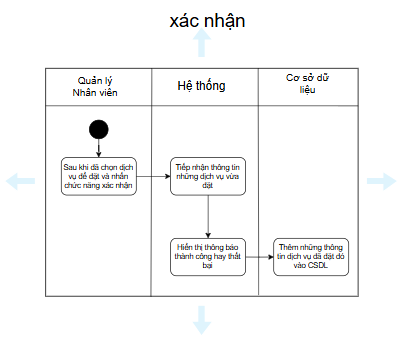 xác nhận
Quản lý
Nhân viên
Hệ thống
Cơ sở dữ
liệu
Sau khi đã chọn dịch
vụ để đặt và nhấn
chức năng xác nhận
Tiếp nhận thông tin
những dịch vụ vừa
đặt
Hiển thị thông báo
thành công hay thất
bại
Thêm những thông
tin dịch vụ đã đặt đó
vào CSDL